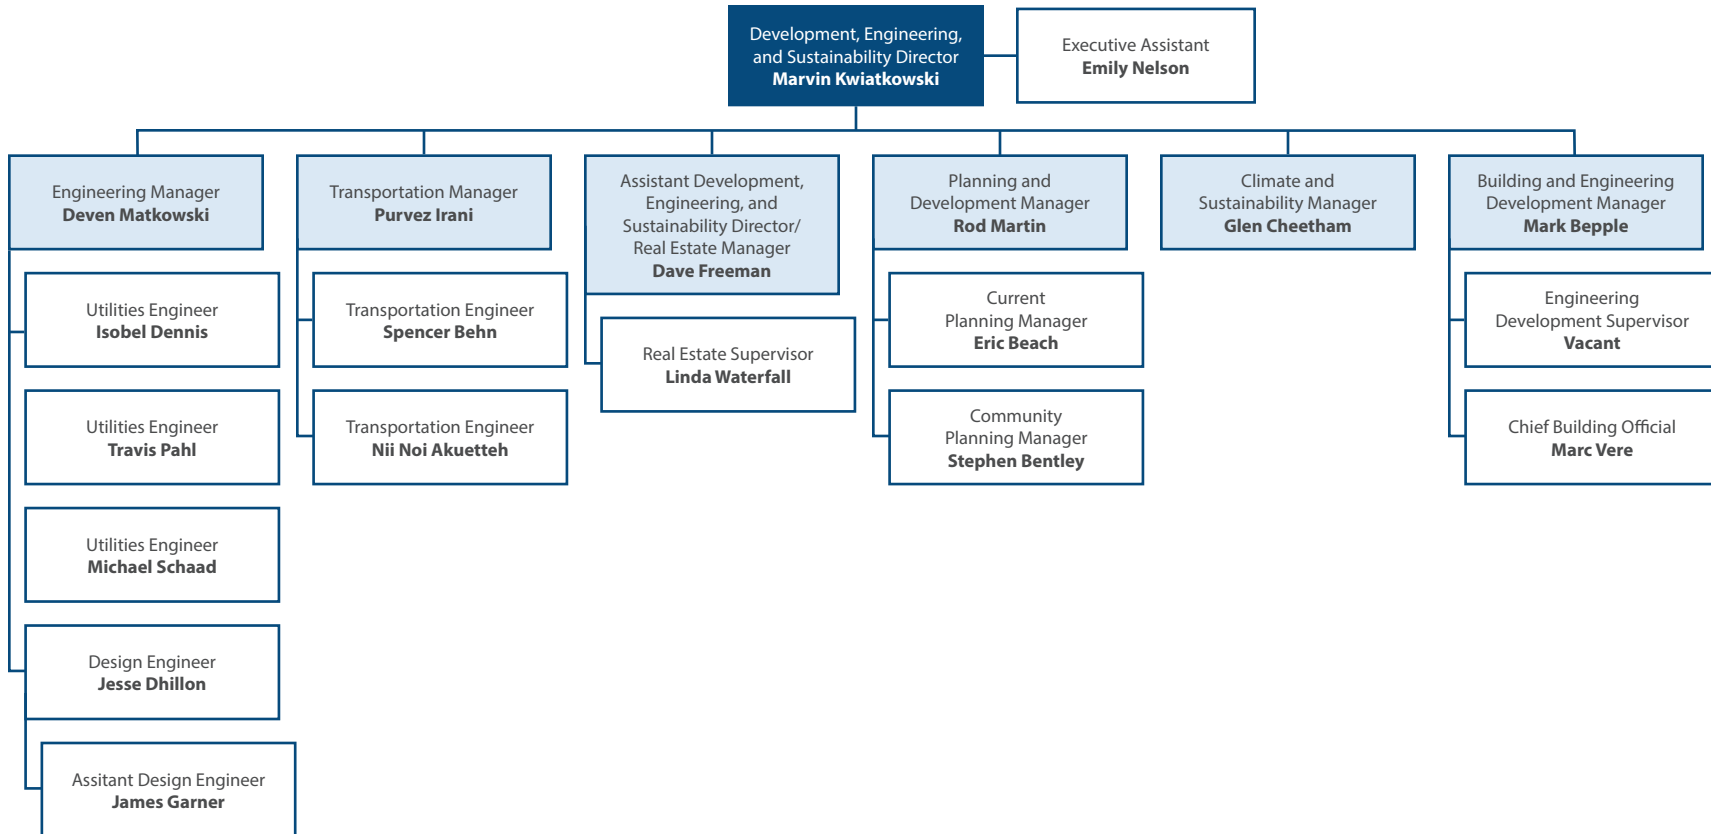 Development, Engineering,
and Sustainability Director
Marvin Kwiatkowski
Executive Assistant
Emily Nelson
Engineering Manager
Deven Matkowski
Utilities Engineer
Isobel Dennis
Utilities Engineer
Travis Pahl
Utilities Engineer
Michael Schaad
Design Engineer
Jesse Dhillon
Assitant Design Engineer
James Garner
Transportation Manager
Purvez Irani
Transportation Engineer
Spencer Behn
Transportation Engineer
Nii Noi Akuetteh
Assistant Development,
Engineering, and
Sustainability Director/
Real Estate Manager
Dave Freeman
Real Estate Supervisor
Linda Waterfall
Planning and
Development Manager
Rod Martin
Current
Planning Manager
Eric Beach
Community
Planning Manager
Stephen Bentley
Climate and
Sustainability Manager
Glen Cheetham
Building and Engineering
Development Manager
Mark Bepple
Engineering
Development Supervisor
Vacant
Chief Building Official
Marc Vere